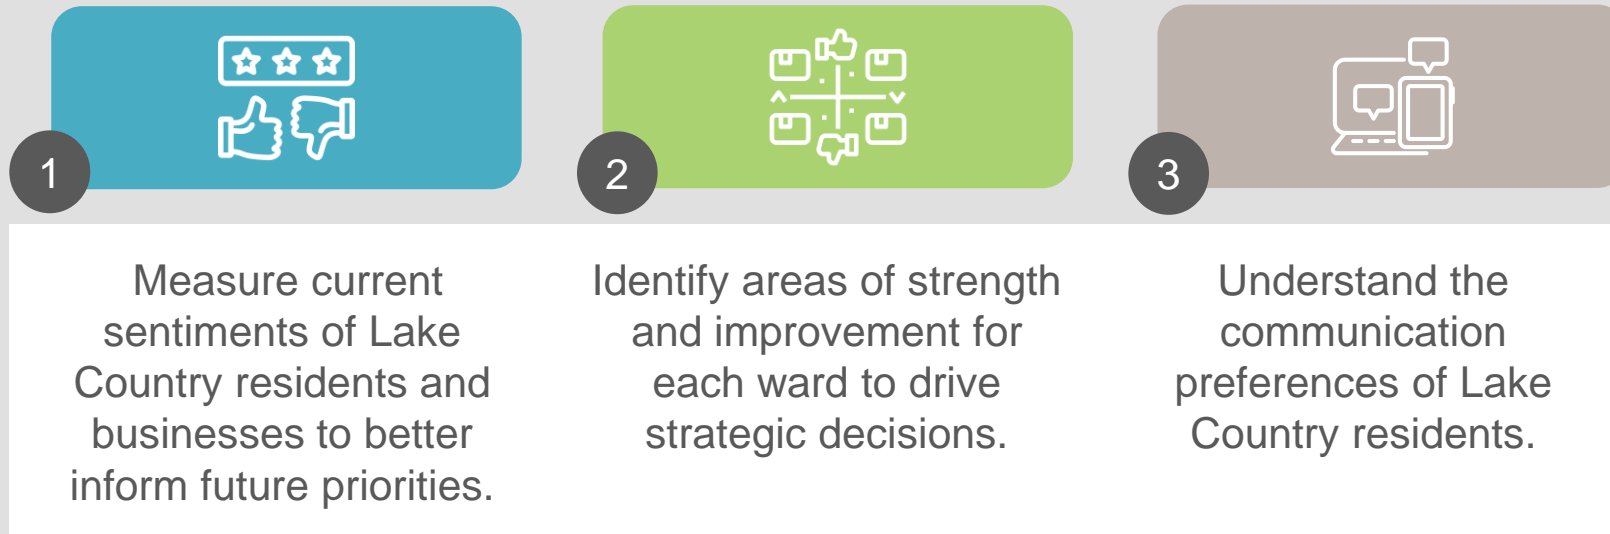 1
Measure current
sentiments of Lake
Country residents and
businesses to better
inform future priorities.
2
Identify areas of strength
and improvement for
each ward to drive
strategic decisions.
3
Understand the
communication
preferences of Lake
Country residents.